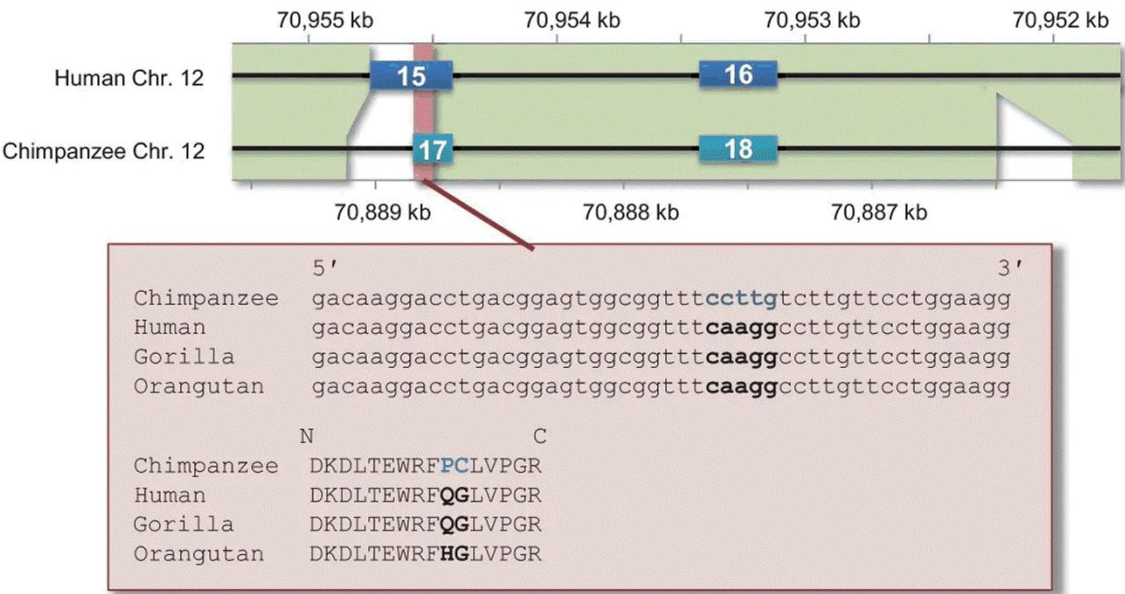 70,955 kb 70,954 kb 70,953 kb 70,952 kb
Human Chr. 12 15 16
Chimpanzee Chr. 12 17 18
70,889 kb 70,888 kb 70,887 kb
5' 3'
Chimpanzee gacaaggacctgacggagtggcggtttccttgtcttgttcctggaagg
Human gacaaggacctgacggagtggcggtttcaaggccttgttcctggaagg
Gorilla gacaaggacctgacggagtggcggtttcaaggccttgttcctggaagg
Orangutan gacaaggacctgacggagtggcggtttcaaggccttgttcctggaagg
N C
Chimpanzee DKDLTEWRFPCLVPGR
Human DKDLTEWRFQGLVPGR
Gorilla DKDLTEWRFQGLVPGR
Orangutan DKDLTEWRFHGLVPGR